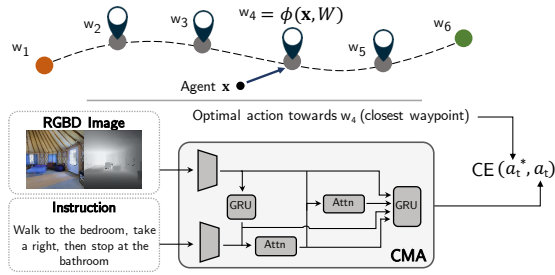 w₁
w₂
w₃
w₄ = ϕ(x, W)
w₅
w₆
Agent x
Optimal action towards w₄ (closest waypoint)
RGBD Image
CE(aₜ*, aₜ)
GRU
Attn
GRU
Instruction
Walk to the bedroom, take
a right, then stop at the
bathroom
Attn
CMA